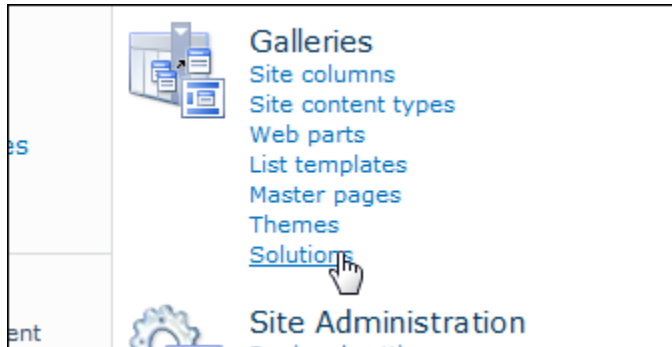 Galleries
Site columns
Site content types
Web parts
List templates
Master pages
Themes
Solutions
Site Administration